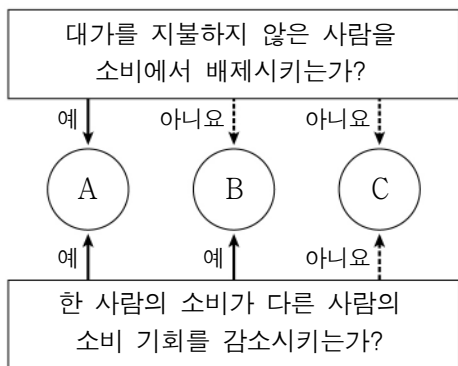 대가를 지불하지 않은 사람을
소비에서 배제시키는가?
예 아니요 아니요
A B C
예 예 아니요
한 사람의 소비가 다른 사람의
소비 기회를 감소시키는가?